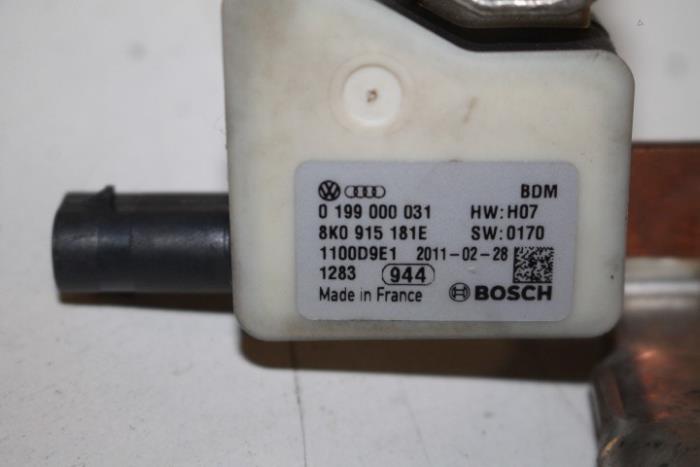 BDM
0 199 000 031 HW:H07
8K0 915 181E SW:0170
1100D9E1 2011-02-28
1283 944
Made in France BOSCH